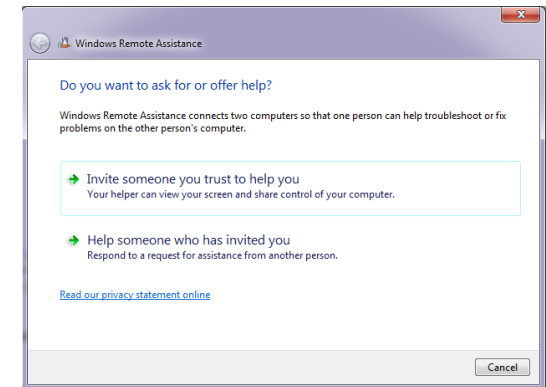 Windows Remote Assistance
Do you want to ask for or offer help?
Windows Remote Assistance connects two computers so that one person can help troubleshoot or fix
problems on the other person's computer.
Invite someone you trust to help you
Your helper can view your screen and share control of your computer.
Help someone who has invited you
Respond to a request for assistance from another person.
Read our privacy statement online
Cancel